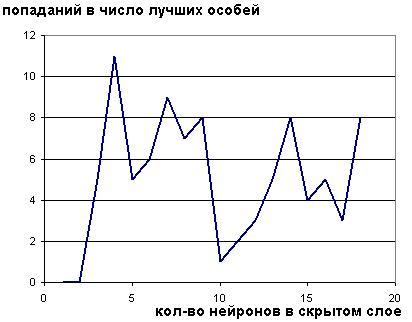 попаданий в число лучших особей
12
10
8
6
4
2
0
0 5 10 15 20
кол-во нейронов в скрытом слое